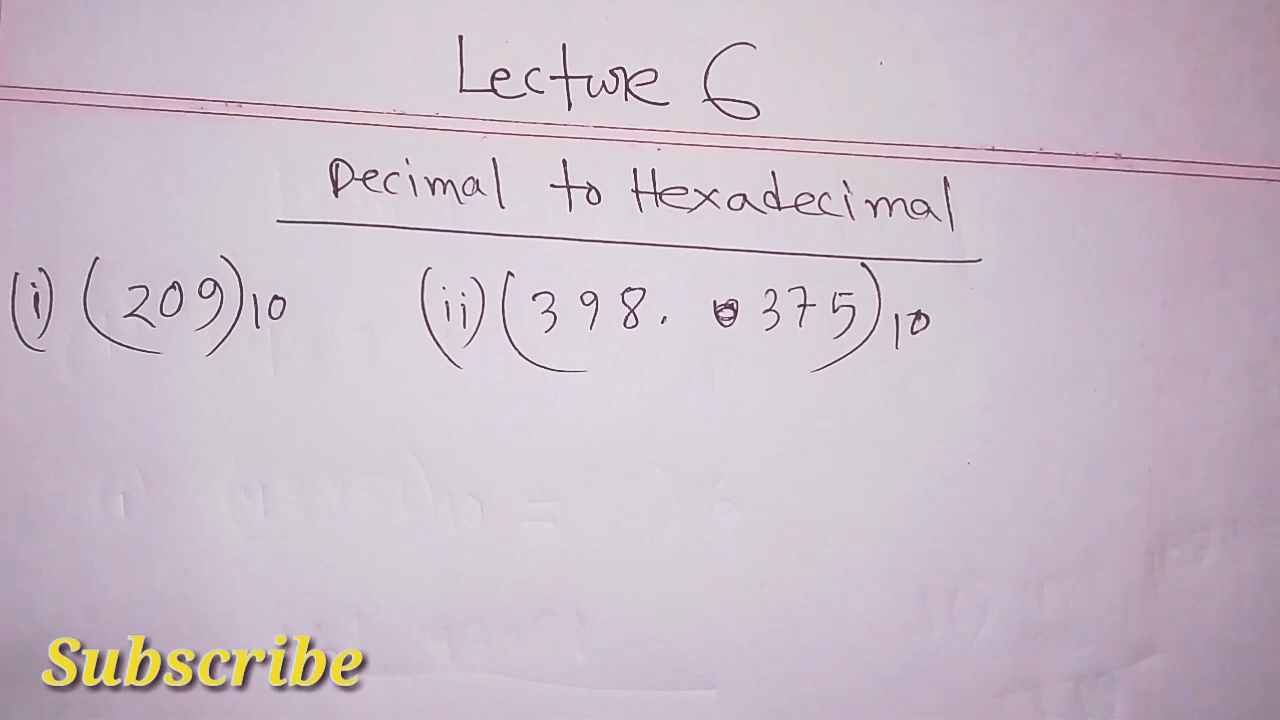 Lecture 6
Decimal to Hexadecimal
(i) (209)10 (ii) (398. 375)10
Subscribe